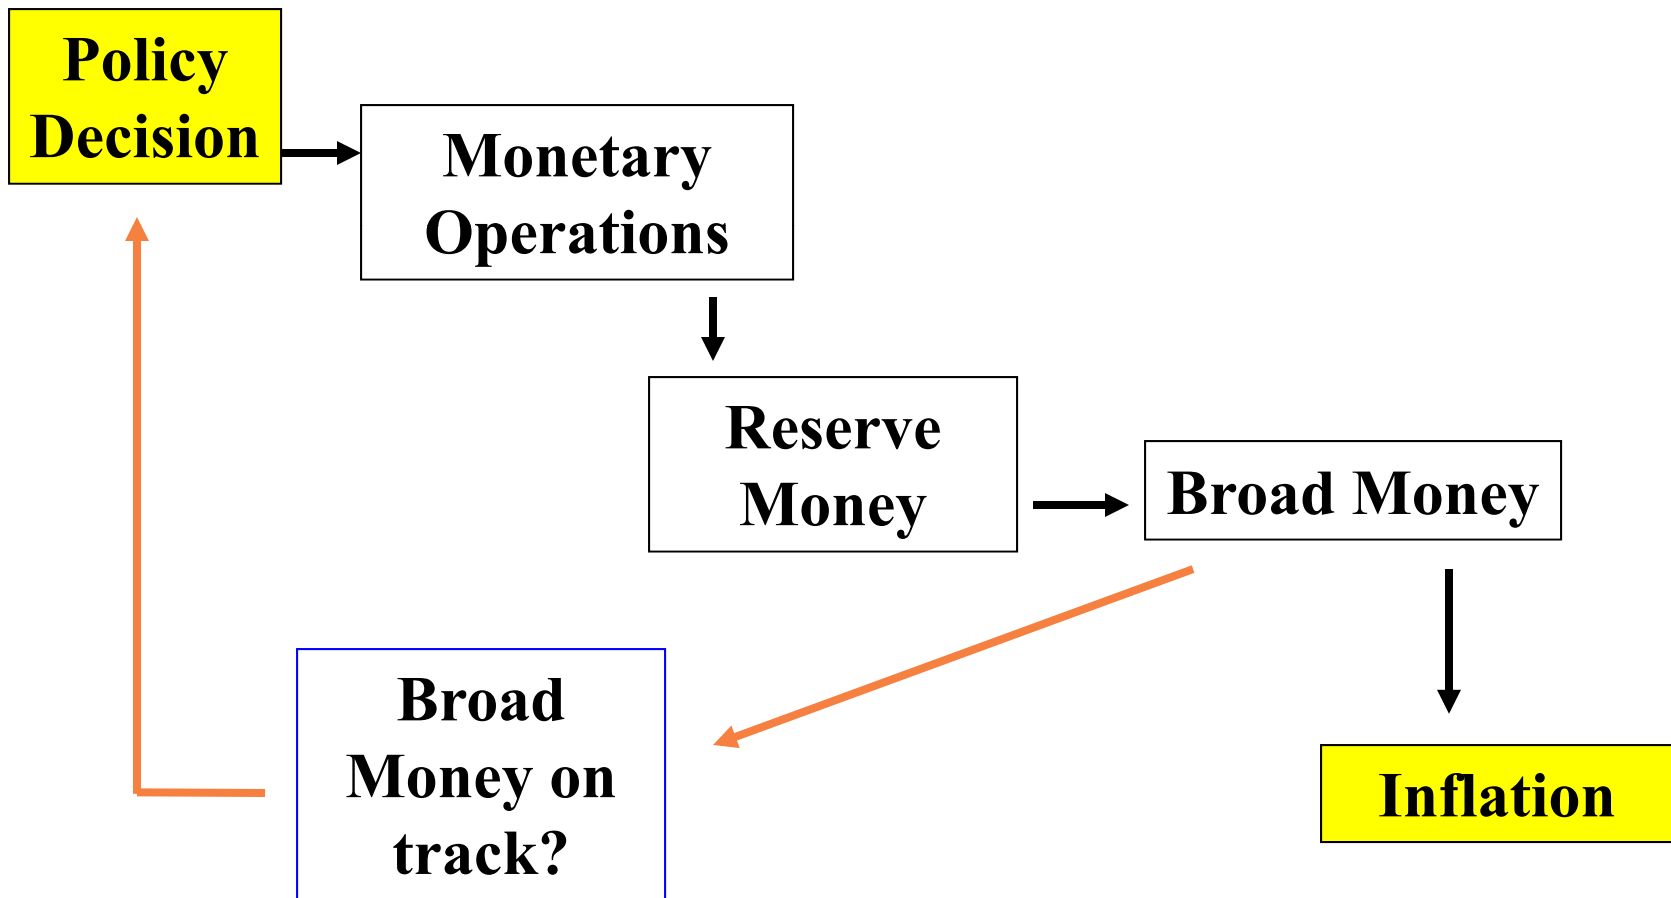 Policy
Decision
Monetary
Operations
Reserve
Money
Broad Money
Broad
Money on
track?
Inflation